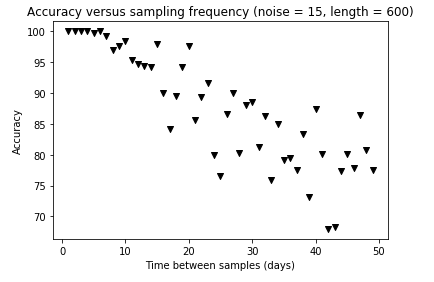 Accuracy versus sampling frequency (noise = 15, length = 600)
100
95
90
85
80
75
70
Accuracy
0 10 20 30 40 50
Time between samples (days)